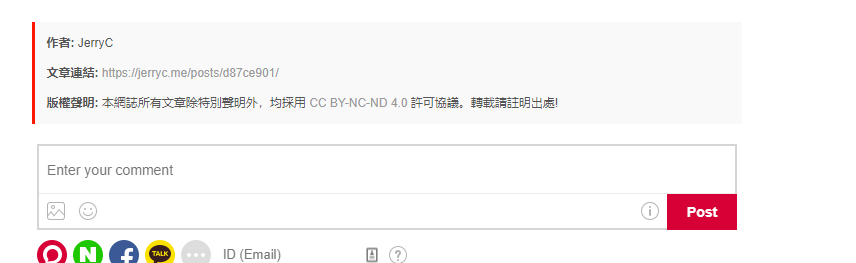 作者: JerryC
文章連結: https://jerryc.me/posts/d87ce901/
版權聲明: 本網誌所有文章除特別聲明外，均採用 CC BY-NC-ND 4.0 許可協議。轉載請註明出處!
Enter your comment
Post
N f TALK ID (Email) ?